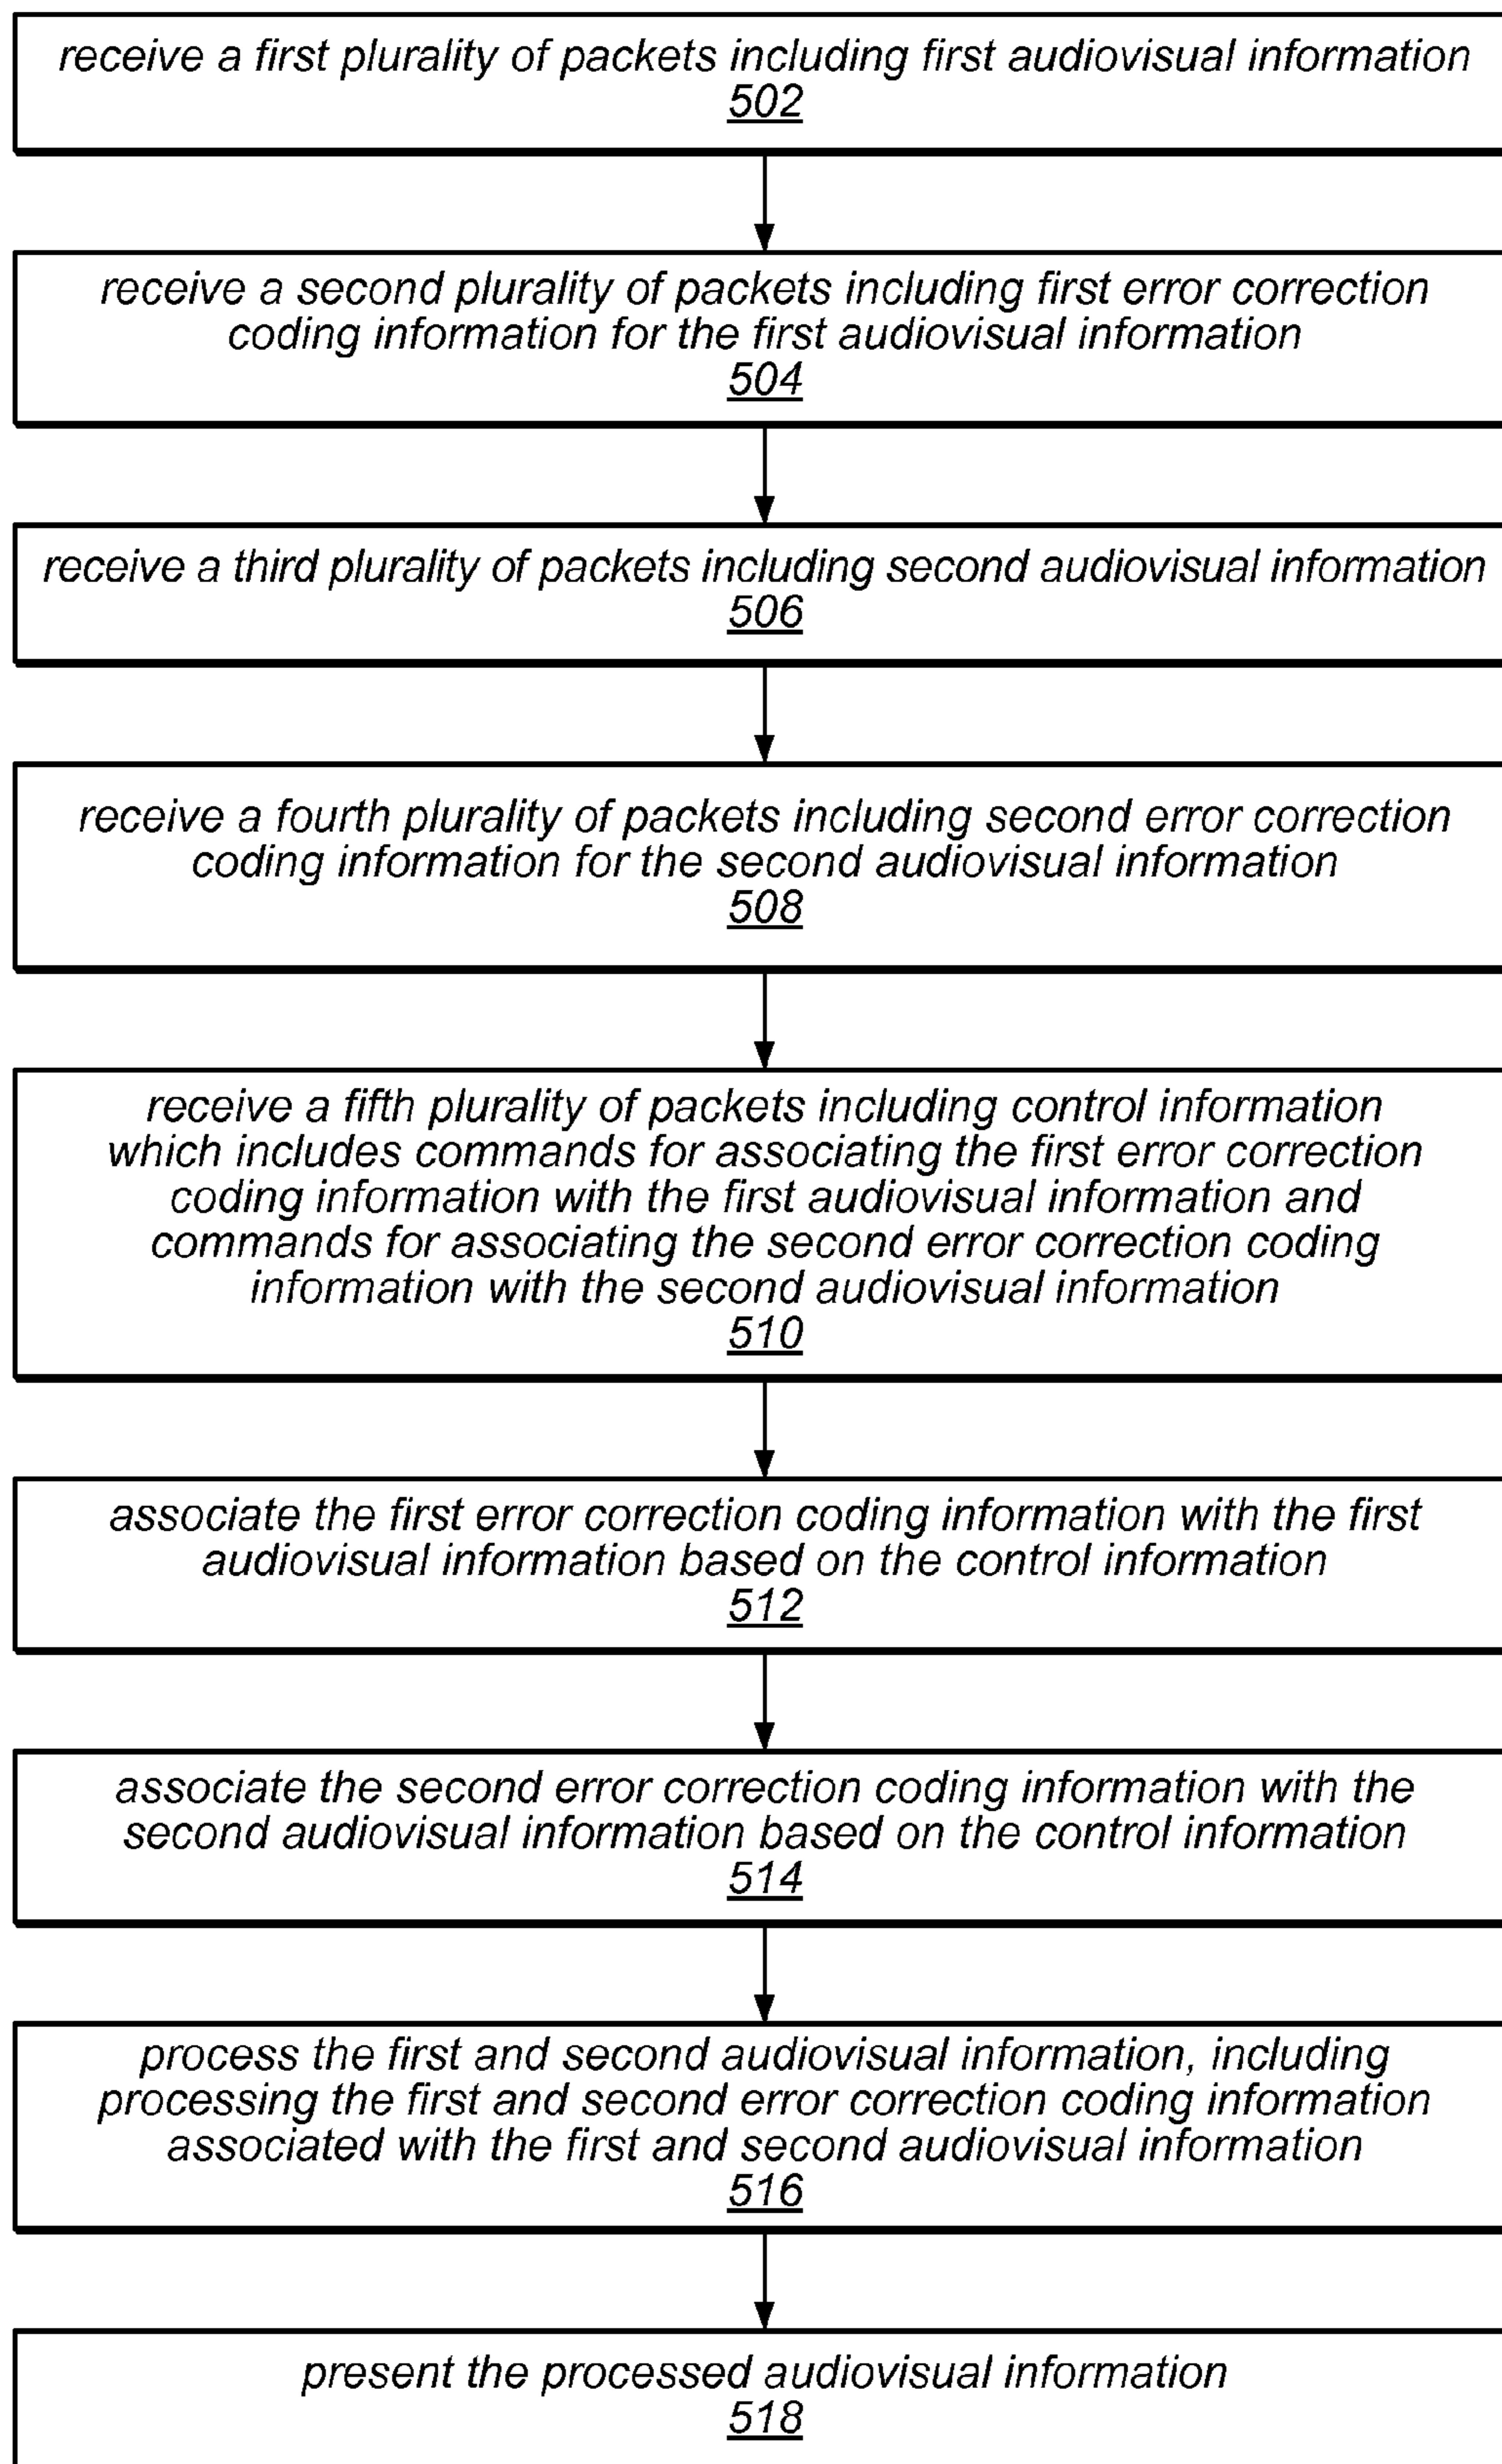 receive a first plurality of packets including first audiovisual information
502
receive a second plurality of packets including first error correction
coding information for the first audiovisual information
504
receive a third plurality of packets including second audiovisual information
506
receive a fourth plurality of packets including second error correction
coding information for the second audiovisual information
508
receive a fifth plurality of packets including control information
which includes commands for associating the first error correction
coding information with the first audiovisual information and
commands for associating the second error correction coding
information with the second audiovisual information
510
associate the first error correction coding information with the first
audiovisual information based on the control information
512
associate the second error correction coding information with the
second audiovisual information based on the control information
514
process the first and second audiovisual information, including
processing the first and second error correction coding information
associated with the first and second audiovisual information
516
present the processed audiovisual information
518